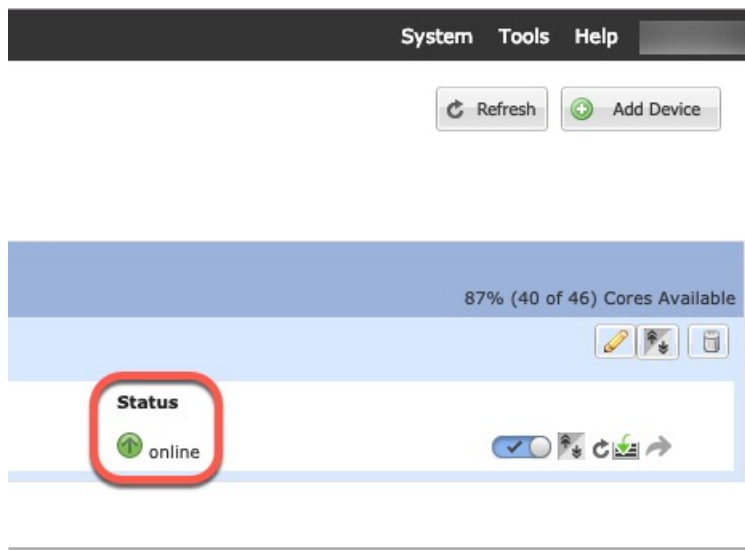 System Tools Help
Refresh Add Device
87% (40 of 46) Cores Available
Status
online